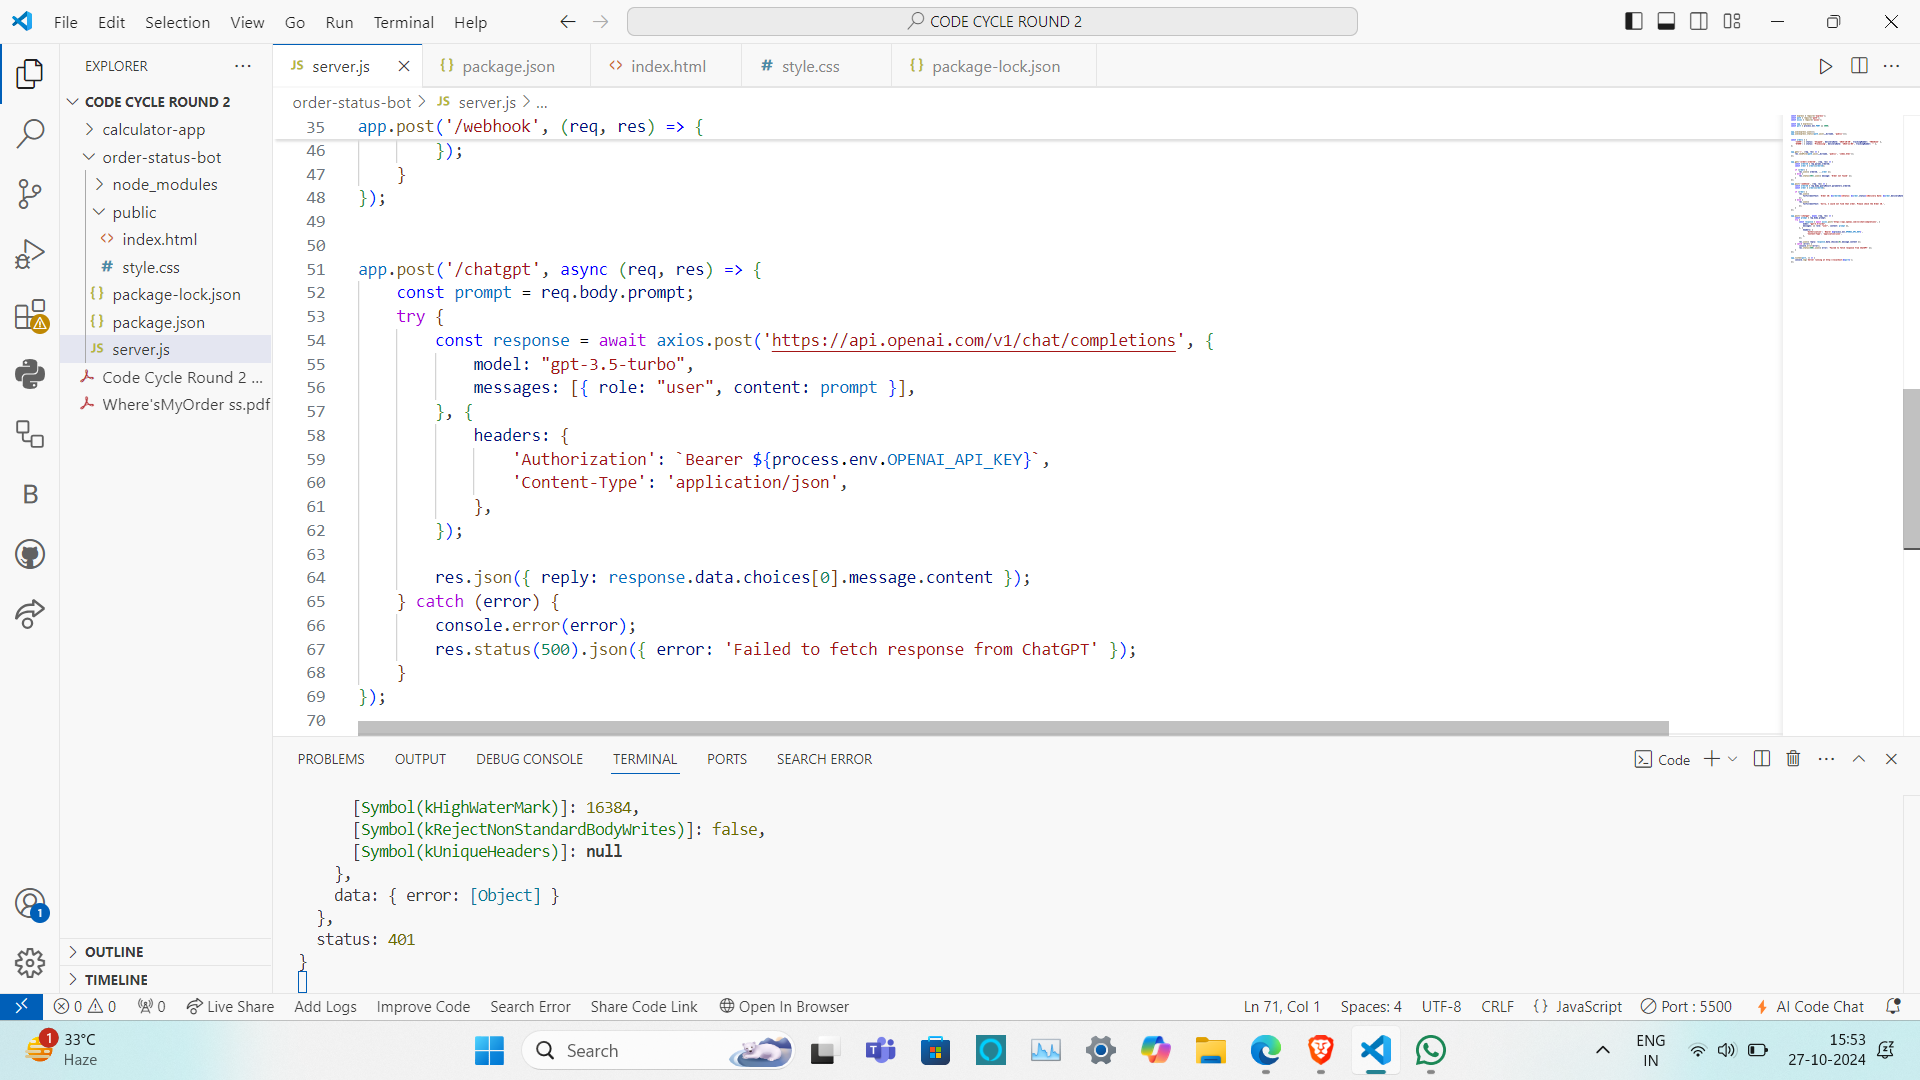 File Edit Selection View Go Run Terminal Help
CODE CYCLE ROUND 2
EXPLORER
CODE CYCLE ROUND 2
calculator-app
order-status-bot
node_modules
public
index.html
style.css
package-lock.json
package.json
server.js
Code Cycle Round 2 ...
Where'sMyOrder ss.pdf
OUTLINE
TIMELINE
JS server.js
{} package.json
<> index.html
# style.css
{} package-lock.json
order-status-bot > JS server.js > ...
35 app.post('/webhook', (req, res) => {
46 });
47 }
48 });
49
50
51 app.post('/chatgpt', async (req, res) => {
52 const prompt = req.body.prompt;
53 try {
54 const response = await axios.post('https://api.openai.com/v1/chat/completions', {
55 model: "gpt-3.5-turbo",
56 messages: [{ role: "user", content: prompt }],
57 }, {
58 headers: {
59 'Authorization': `Bearer ${process.env.OPENAI_API_KEY}`,
60 'Content-Type': 'application/json',
61 },
62 });
63
64 res.json({ reply: response.data.choices[0].message.content });
65 } catch (error) {
66 console.error(error);
67 res.status(500).json({ error: 'Failed to fetch response from ChatGPT' });
68 }
69 });
70
PROBLEMS OUTPUT DEBUG CONSOLE TERMINAL PORTS SEARCH ERROR
Code
[Symbol(kHighWaterMark)]: 16384,
[Symbol(kRejectNonStandardBodyWrites)]: false,
[Symbol(kUniqueHeaders)]: null
},
data: { error: [Object] }
},
status: 401
}
0 0 0 Live Share Add Logs Improve Code Search Error Share Code Link Open In Browser
Ln 71, Col 1 Spaces: 4 UTF-8 CRLF {} JavaScript Port : 5500 AI Code Chat
B
1
1
33°C
Haze
Search
ENG
IN
15:53
27-10-2024